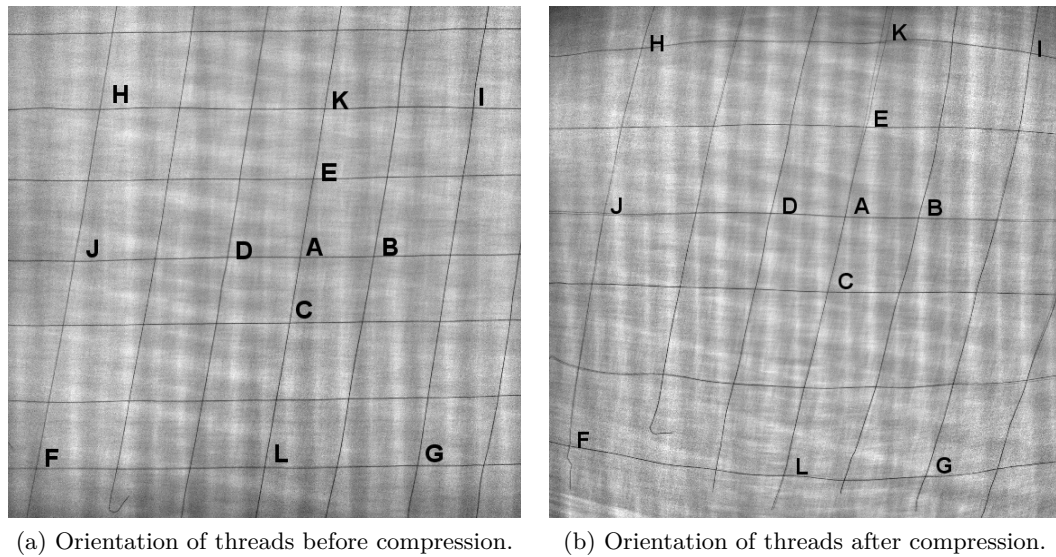 H K I
E
J D A B
C
F L G
K
H I
E
J D A B
C
F L G
(a) Orientation of threads before compression. (b) Orientation of threads after compression.